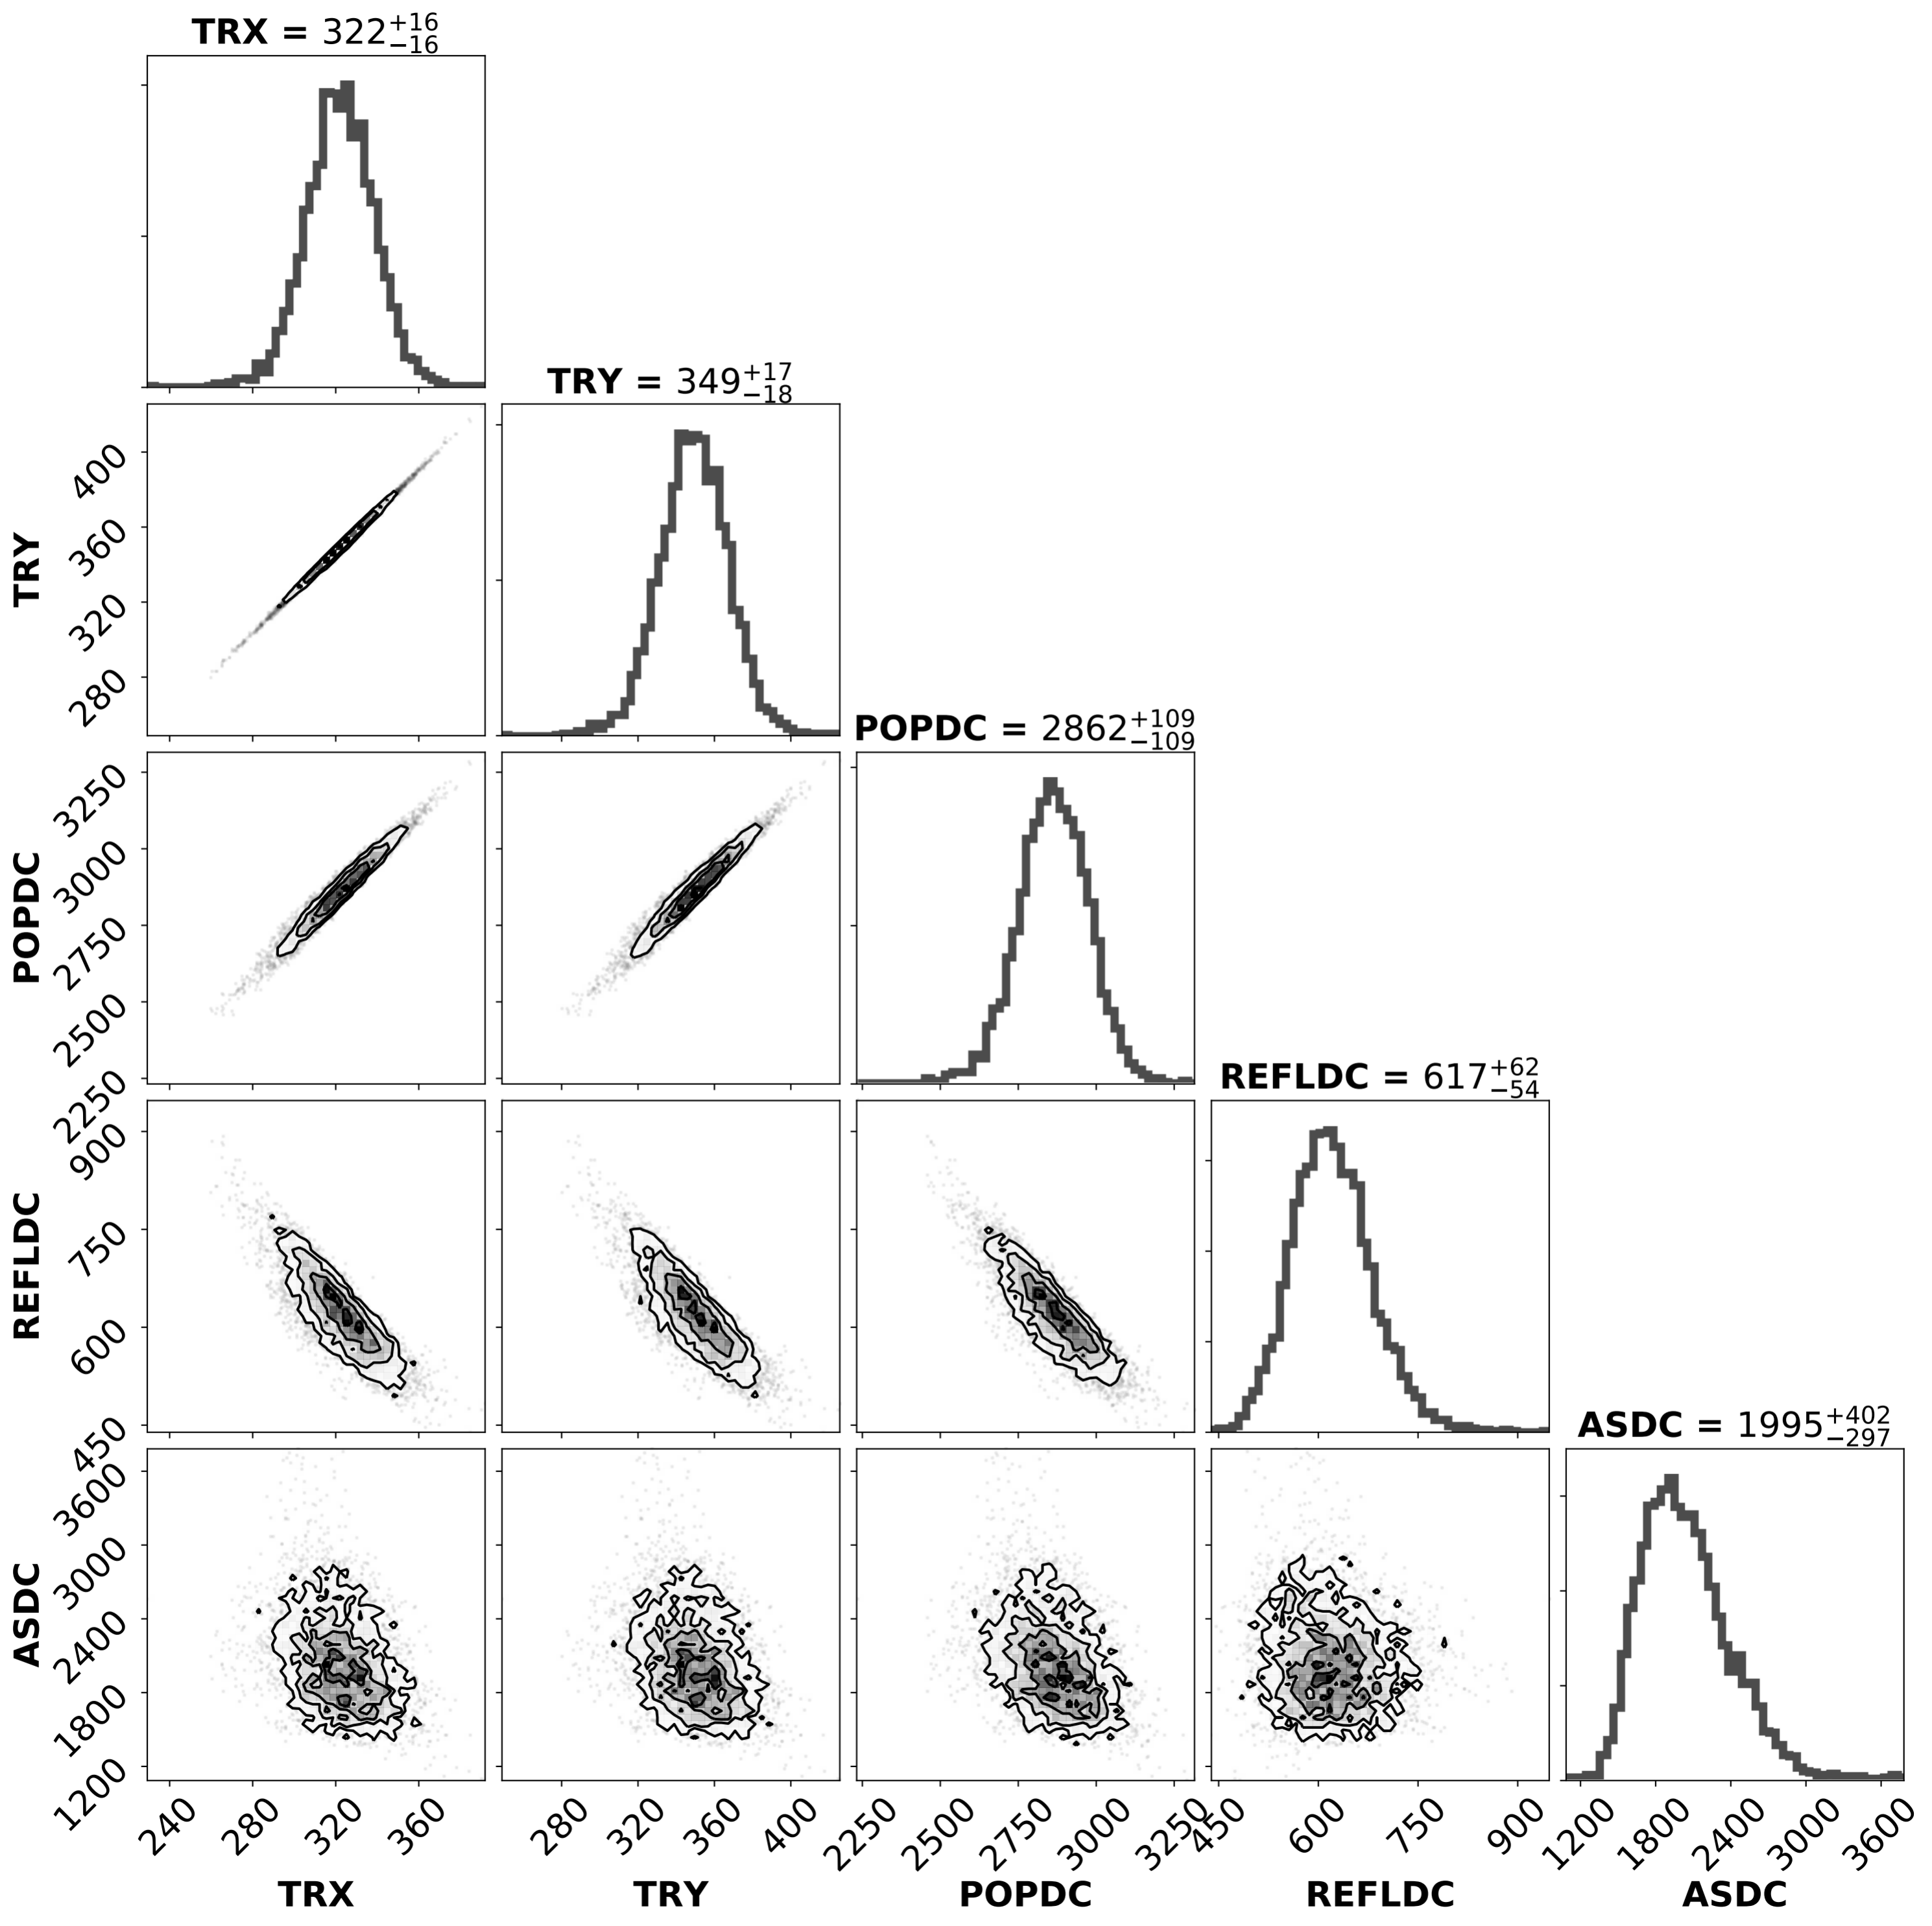 TRX = 322 +16 −16
TRY = 349 +17 −18
POPDC = 2862 +109 −109
REFLDC = 617 +62 −54
ASDC = 1995 +402 −297
TRY
400
360
320
280
POPDC
3250
3000
2750
2500
2250
REFLDC
900
750
600
450
ASDC
3600
3000
2400
1800
1200
240 280 320 360
280 320 360 400
2250 2500 2750 3000 3250
450 600 750 900
1200 1800 2400 3000 3600
TRX TRY POPDC REFLDC ASDC